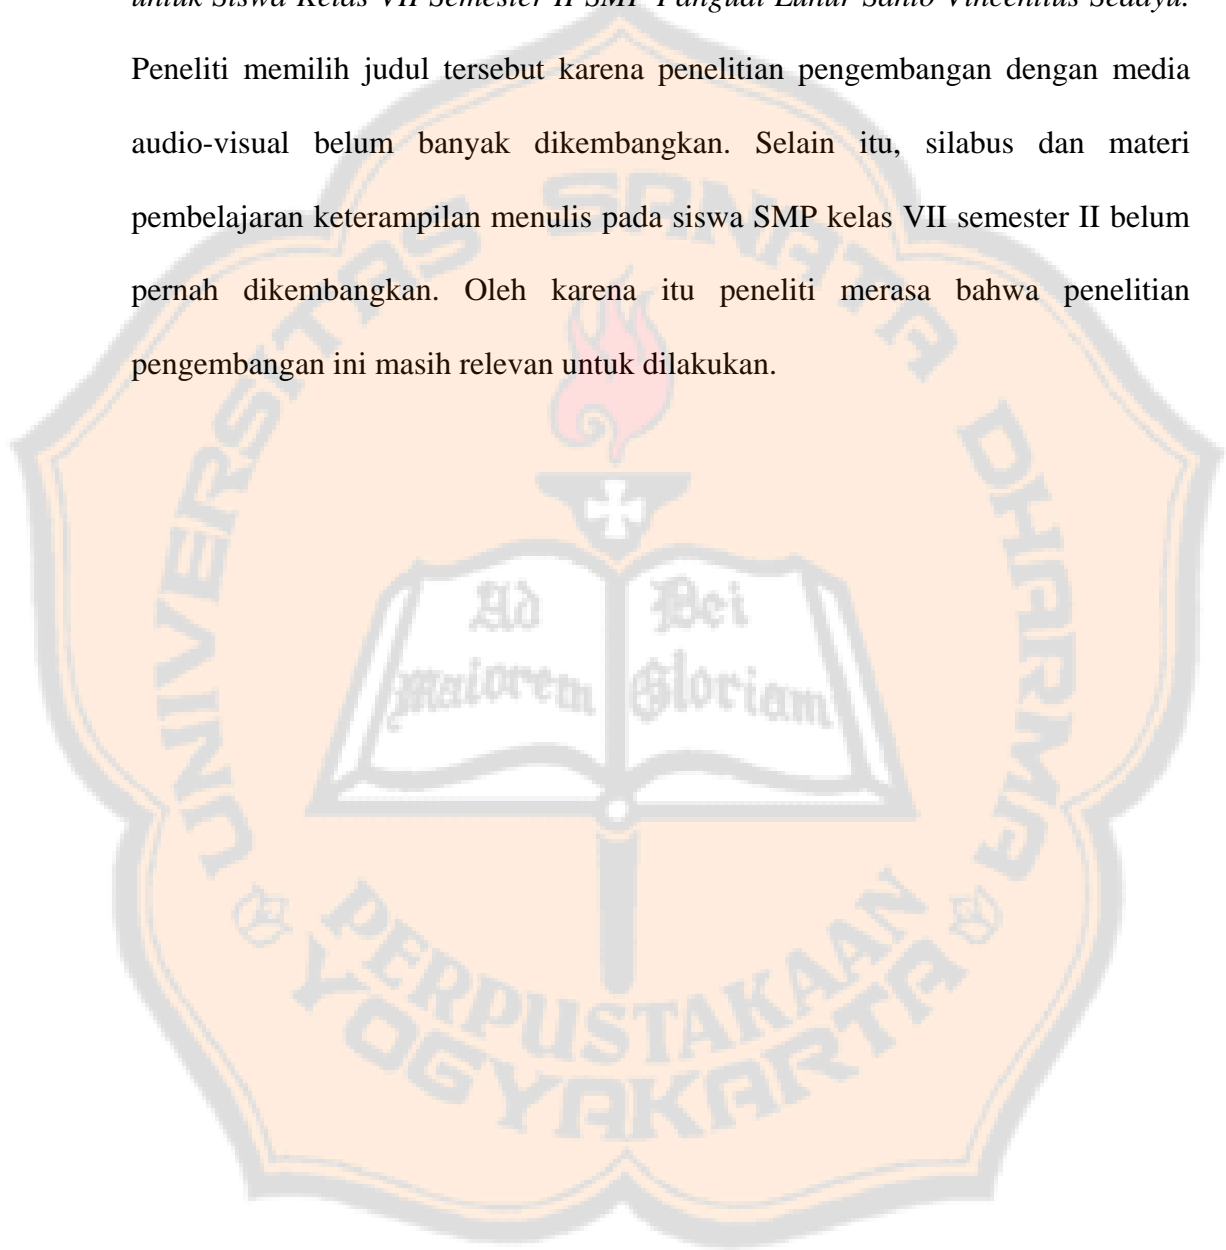 untuk Siswa Kelas VII Semester II SMP Pangudi Luhur Santo Vincentius Sedayu.
Peneliti memilih judul tersebut karena penelitian pengembangan dengan media
audio-visual belum banyak dikembangkan. Selain itu, silabus dan materi
pembelajaran keterampilan menulis pada siswa SMP kelas VII semester II belum
pernah dikembangkan. Oleh karena itu peneliti merasa bahwa penelitian
pengembangan ini masih relevan untuk dilakukan.
UNIVERSITAS SANATA DHARMA
Ad Dei
maiorem Gloriam
PERPUSTAKAAN
YOGYAKARTA